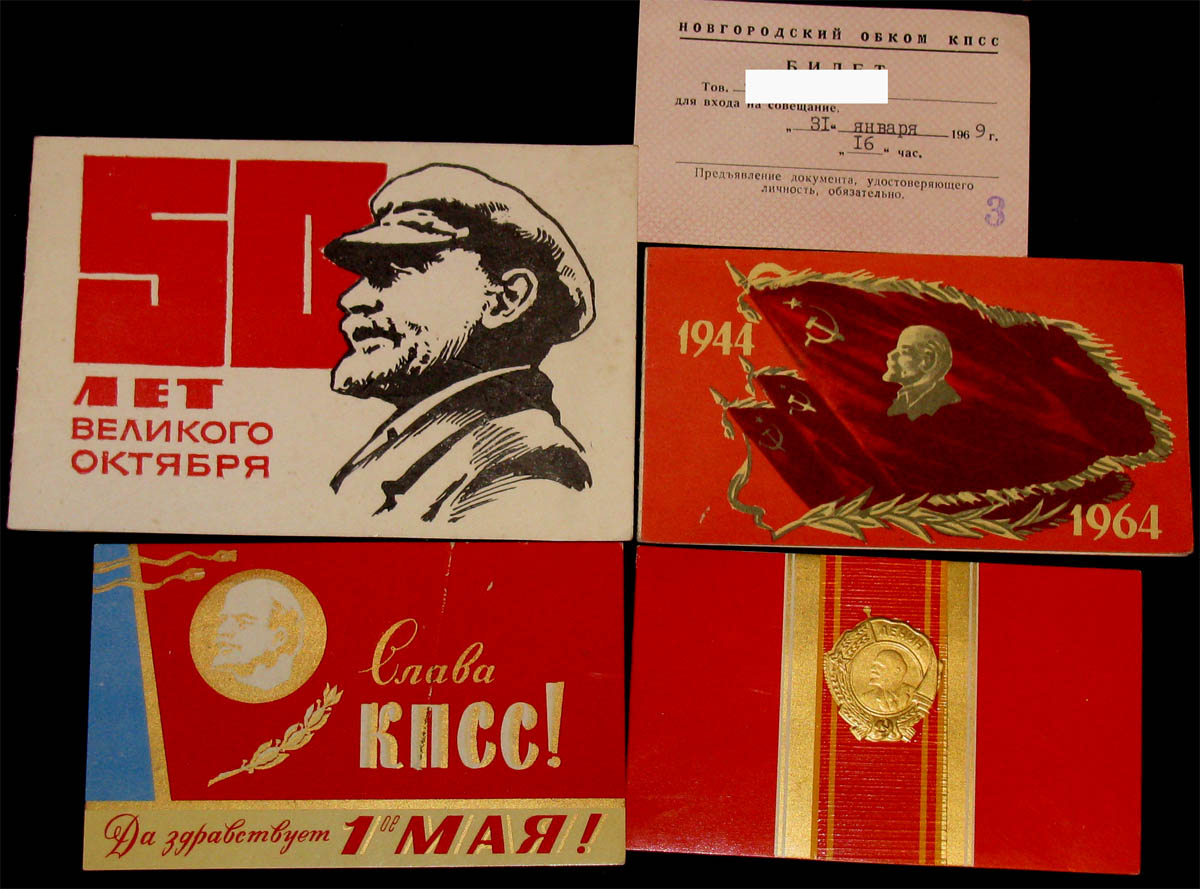 НОВГОРОДСКИЙ ОБКОМ КПСС
БИЛЕТ
Тов.
для входа на совещание.
„ 31 “ января 1969 г.
„ 16 “ час.
Предъявление документа, удостоверяющего
личность, обязательно.
3
50
ЛЕТ
ВЕЛИКОГО
ОКТЯБРЯ
1944
1964
Слава
КПСС!
Да здравствует 1ое МАЯ!
ЛЕНИН